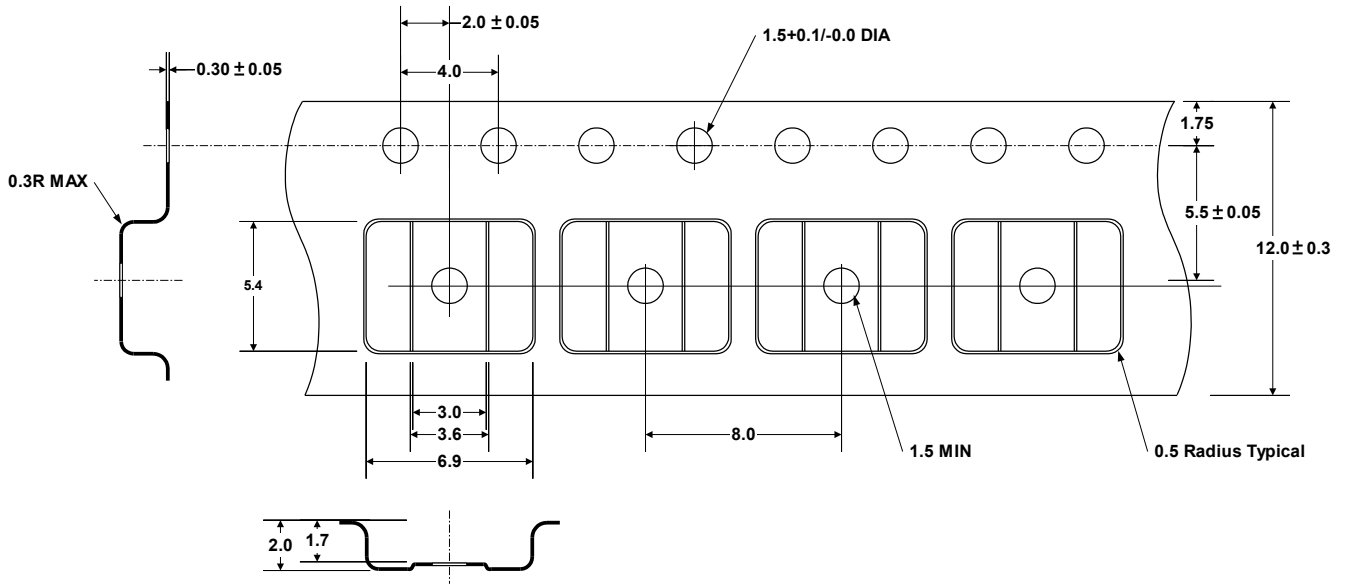 2.0 ± 0.05
1.5+0.1/-0.0 DIA
0.30 ± 0.05
4.0
1.75
0.3R MAX
5.5 ± 0.05
12.0 ± 0.3
5.4
3.0
3.6
6.9
8.0
1.5 MIN
0.5 Radius Typical
2.0
1.7